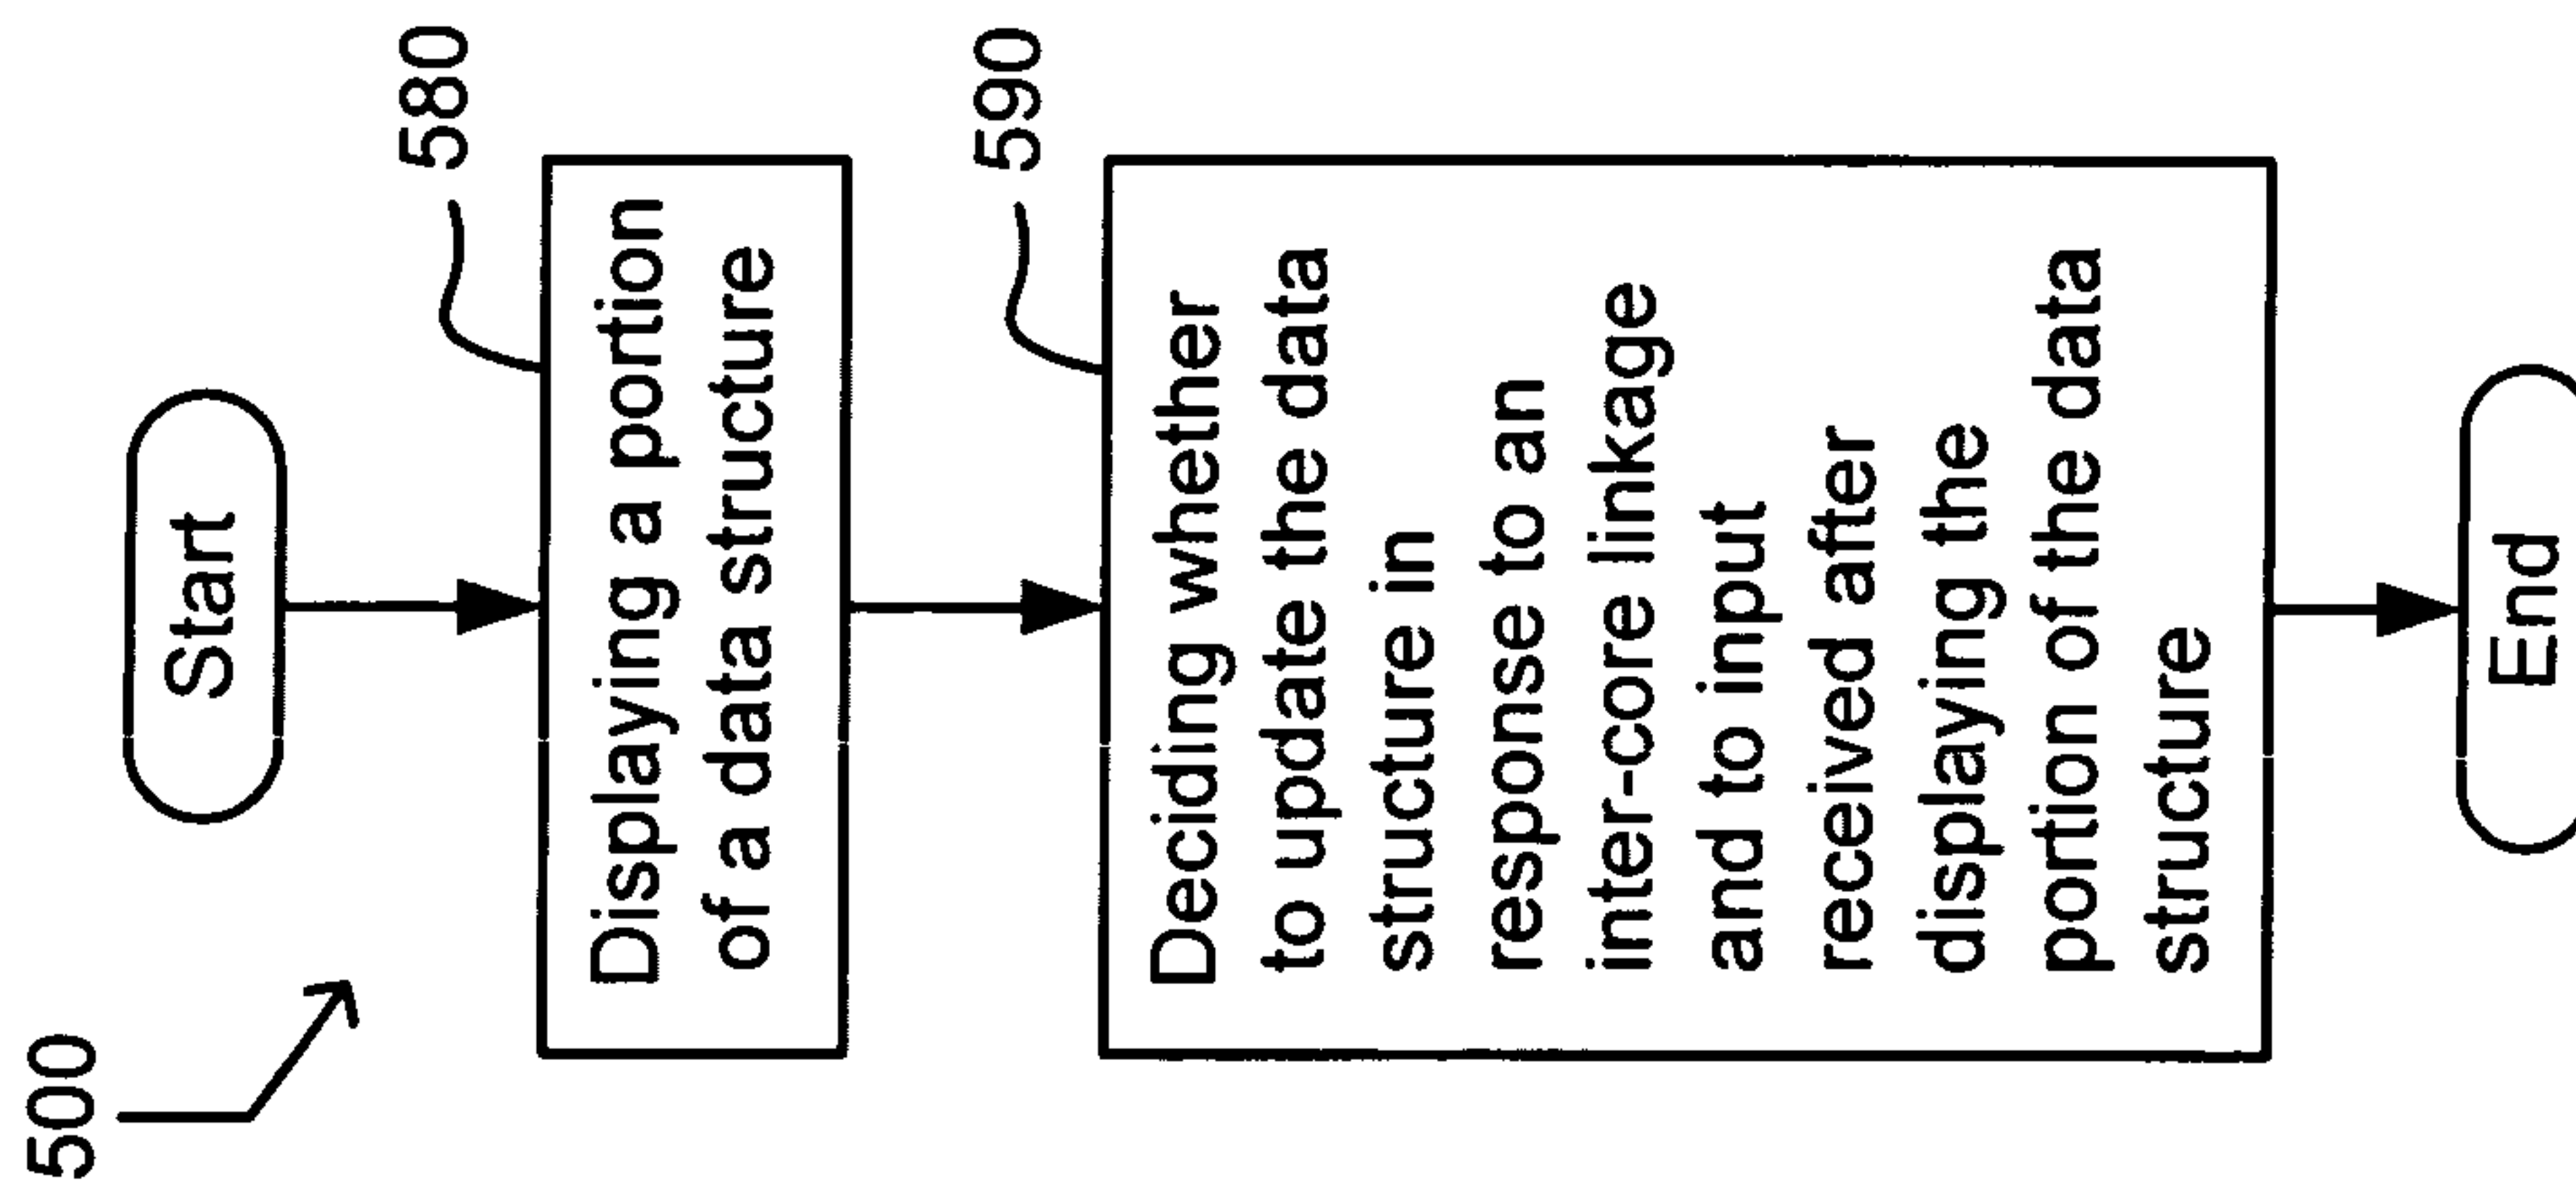 500
Start
580
Displaying a portion
of a data structure
590
Deciding whether
to update the data
structure in
response to an
inter-core linkage
and to input
received after
displaying the
portion of the data
structure
End